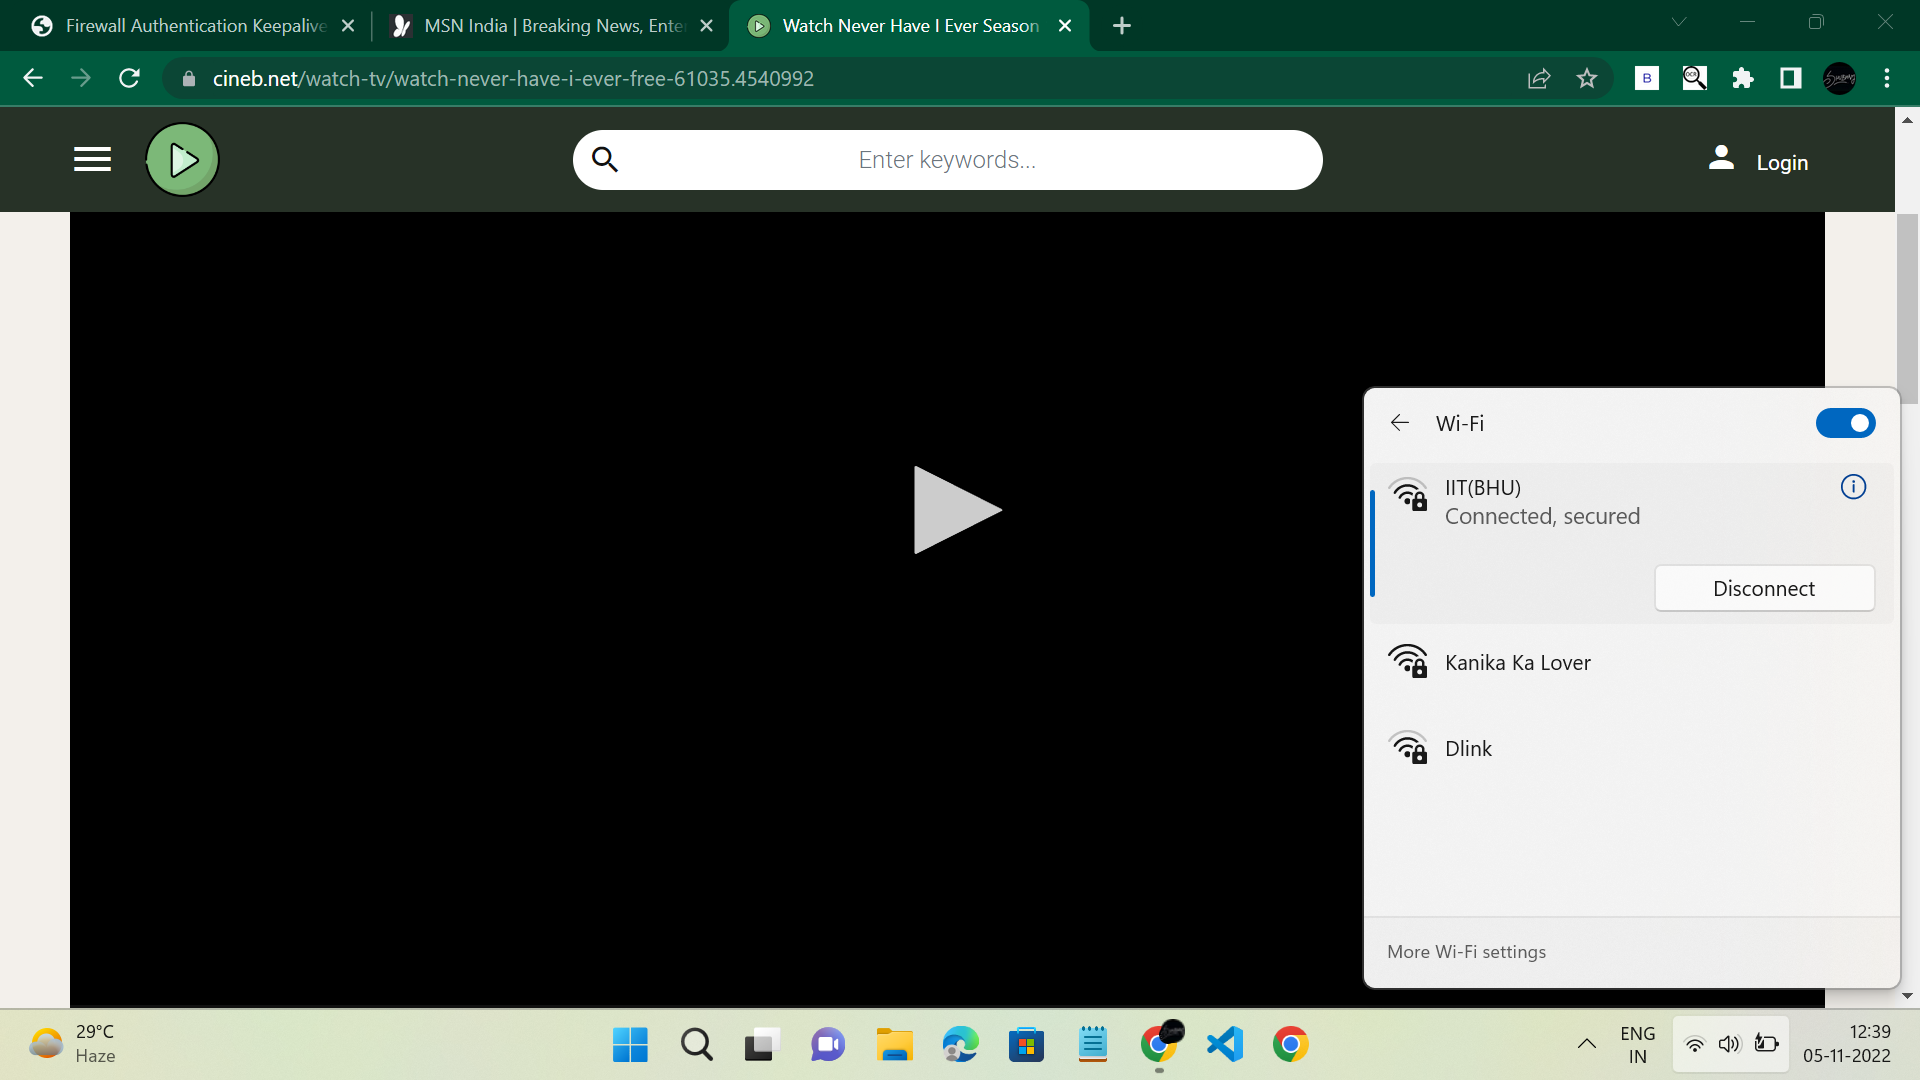 Firewall Authentication Keepalive
MSN India | Breaking News, Enter
Watch Never Have I Ever Season
cineb.net/watch-tv/watch-never-have-i-ever-free-61035.4540992
B
OCR
Enter keywords...
Login
Wi-Fi
IIT(BHU)
Connected, secured
Disconnect
Kanika Ka Lover
Dlink
More Wi-Fi settings
29°C
Haze
ENG
IN
12:39
05-11-2022